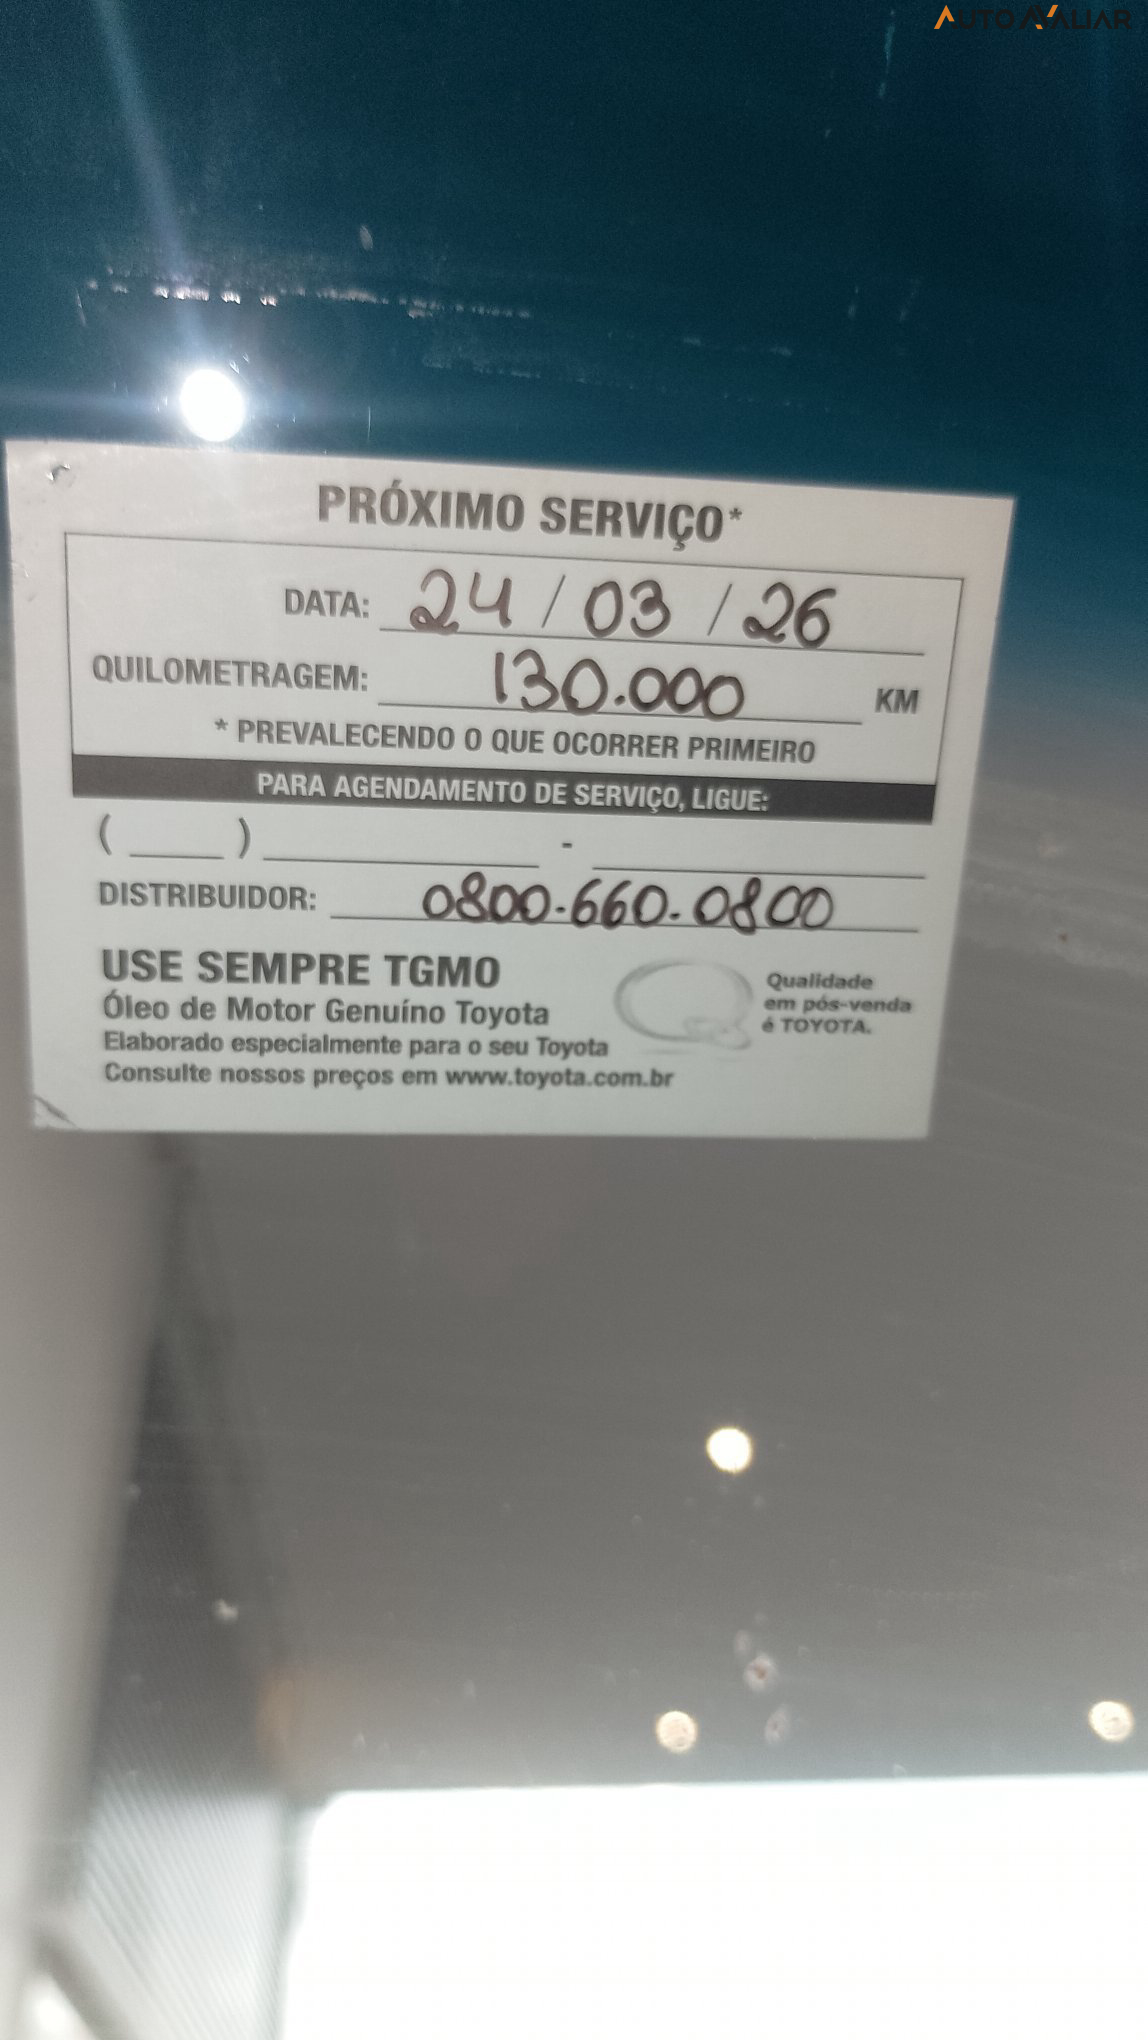 AUTO AVALIAR
PRÓXIMO SERVIÇO*
DATA: 24 / 03 / 26
QUILOMETRAGEM: 130.000 KM
* PREVALECENDO O QUE OCORRER PRIMEIRO
PARA AGENDAMENTO DE SERVIÇO, LIGUE:
(      )               -
DISTRIBUIDOR: 0800.660.0800
USE SEMPRE TGMO
Óleo de Motor Genuíno Toyota
Elaborado especialmente para o seu Toyota
Consulte nossos preços em www.toyota.com.br
Qualidade
em pós-venda
é TOYOTA.